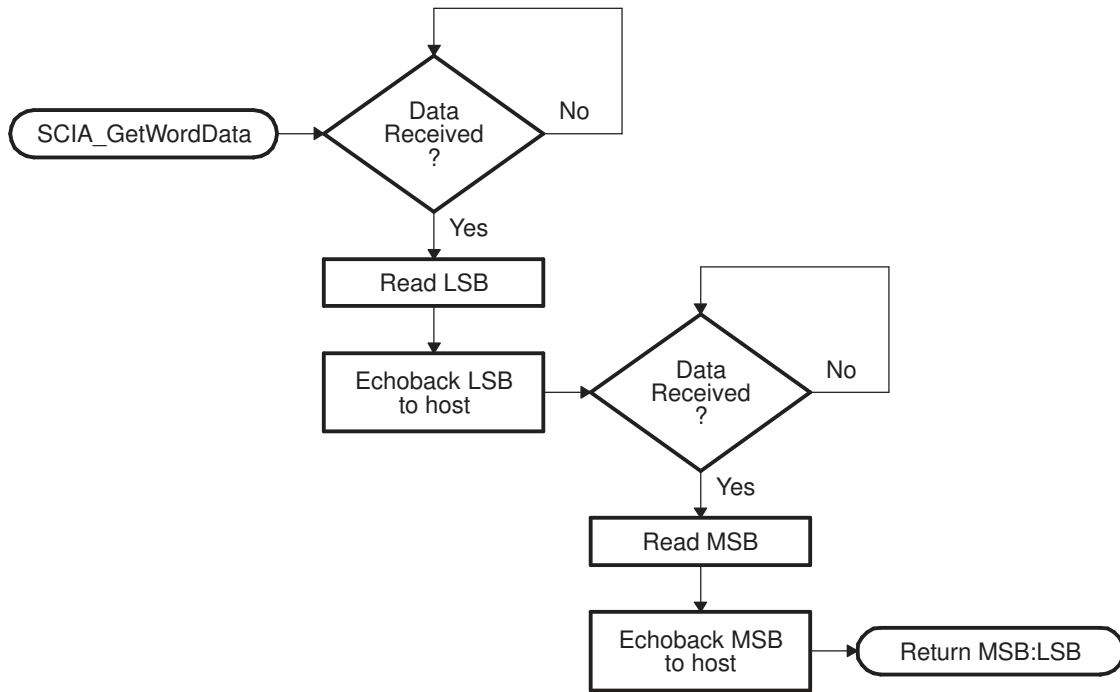 SCIA_GetWordData
Data
Received
?
No
Yes
Read LSB
Echoback LSB
to host
Data
Received
?
No
Yes
Read MSB
Echoback MSB
to host
Return MSB:LSB